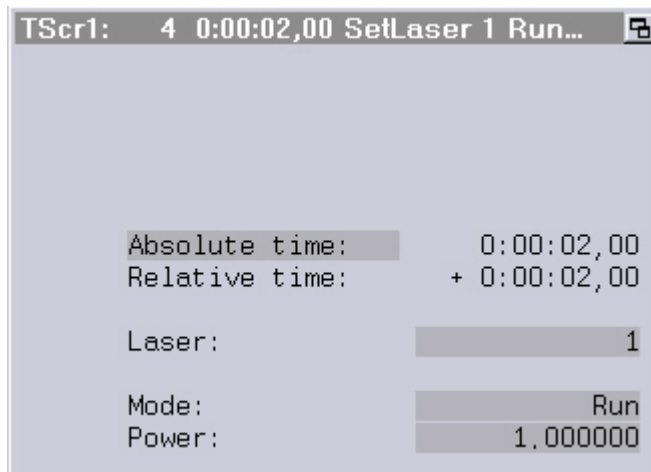 TScr1: 4 0:00:02,00 SetLaser 1 Run...
Absolute time: 0:00:02,00
Relative time: + 0:00:02,00
Laser: 1
Mode: Run
Power: 1.000000